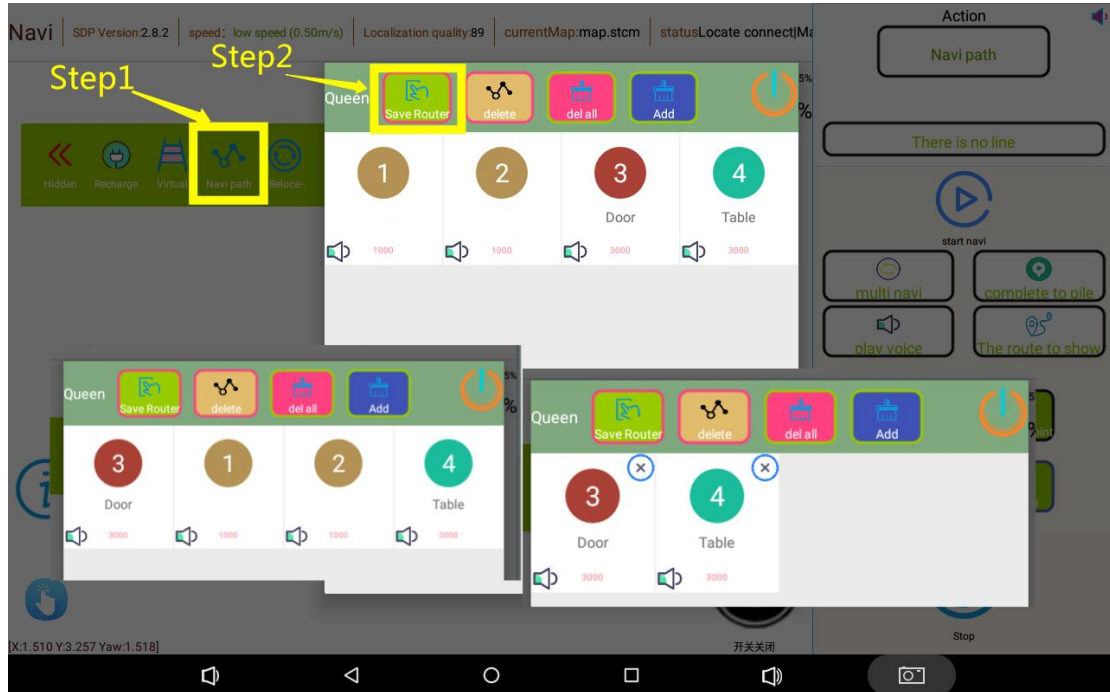 Navi
SDP Version:2.8.2
speed: low speed (0.50m/s)
Localization quality:89
currentMap:map.stcm
statusLocate connect|Ma
Step1
Step2
Hidden
Recharge
Virtual
Navi path
Reloca-
Queen
Save Router
delete
del all
Add
5%
%
1
2
3
4
Door
Table
1000
1000
3000
3000
Queen
Save Router
delete
del all
Add
5%
%
3
1
2
4
Door
Table
3000
1000
1000
3000
Queen
Save Router
delete
del all
Add
3
4
Door
Table
3000
3000
Action
Navi path
There is no line
start navi
multi navi
complete to pile
play voice
The route to show
Stop
[X:1.510 Y:3.257 Yaw:1.518]
开关关闭